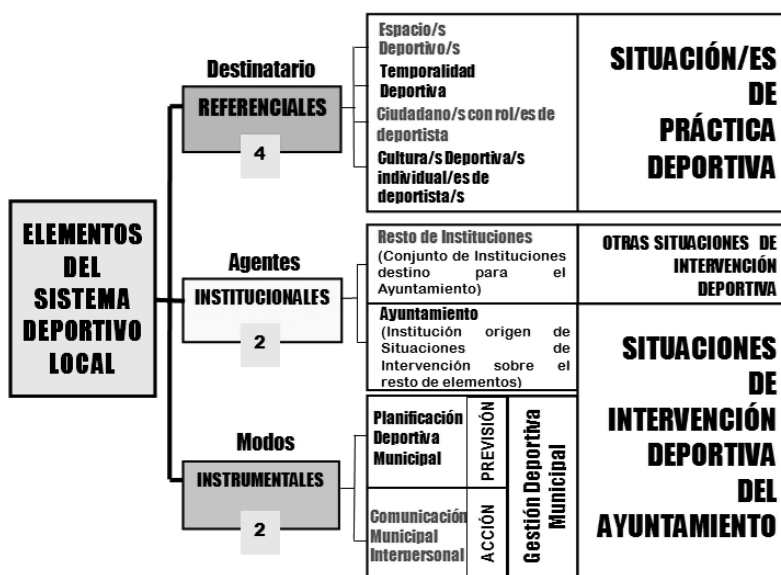 ELEMENTOS
DEL
SISTEMA
DEPORTIVO
LOCAL
Destinatario
REFERENCIALES
4
Espacio/s
Deportivo/s
Temporalidad
Deportiva
Ciudadano/s con rol/es de
deportista
Cultura/s Deportiva/s
individual/es de
deportista/s
SITUACIÓN/ES
DE
PRÁCTICA
DEPORTIVA
Agentes
INSTITUCIONALES
2
Resto de Instituciones
(Conjunto de Instituciones
destino para el
Ayuntamiento)
OTRAS SITUACIONES DE
INTERVENCIÓN
DEPORTIVA
Ayuntamiento
(Institución origen de
Situaciones de
Intervención sobre el
resto de elementos)
Modos
INSTRUMENTALES
2
Planificación
Deportiva
Municipal
PREVISIÓN
Comunicación
Municipal
Interpersonal
ACCIÓN
Gestión Deportiva
Municipal
SITUACIONES
DE
INTERVENCIÓN
DEPORTIVA
DEL
AYUNTAMIENTO